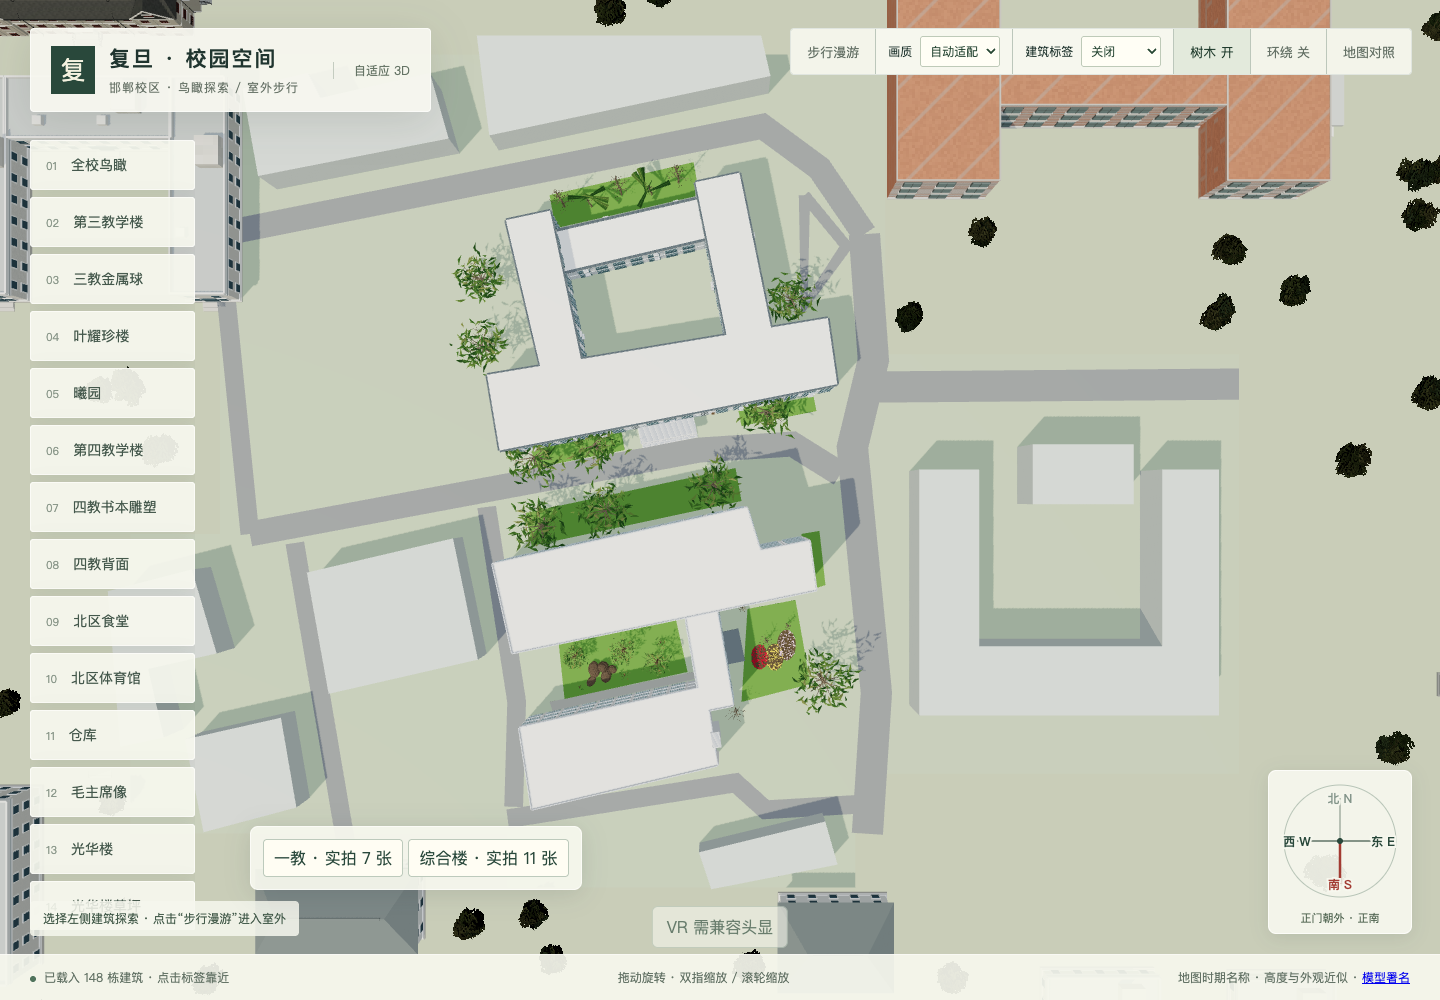 复
复旦 · 校园空间
邯郸校区 · 鸟瞰探索 / 室外步行
自适应 3D
步行漫游
画质
自动适配
建筑标签
关闭
树木 开
环绕 关
地图对照
01 全校鸟瞰
02 第三教学楼
03 三教金属球
04 叶耀珍楼
05 曦园
06 第四教学楼
07 四教书本雕塑
08 四教背面
09 北区食堂
10 北区体育馆
11 仓库
12 毛主席像
13 光华楼
14 光华楼草坪
选择左侧建筑探索 · 点击“步行漫游”进入室外
一教 · 实拍 7 张
综合楼 · 实拍 11 张
VR 需兼容头显
北 N
西 W
东 E
南 S
正门朝外 · 正南
已载入 148 栋建筑 · 点击标签靠近
拖动旋转 · 双指缩放 / 滚轮缩放
地图时期名称 · 高度与外观近似 · 模型署名